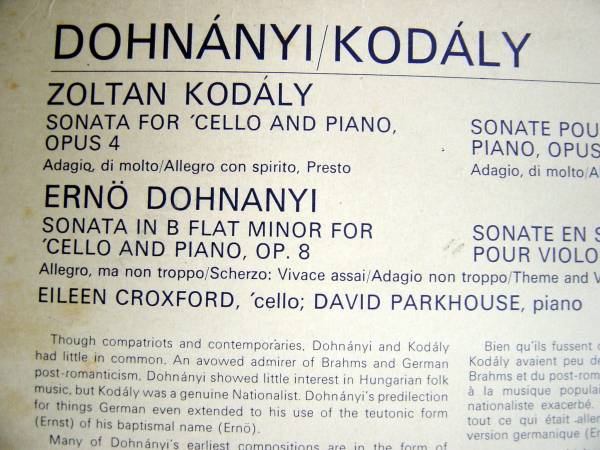 DOHNÁNYI/KODÁLY
ZOLTAN KODÁLY
SONATA FOR ´CELLO AND PIANO,
OPUS 4
Adagio, di molto/Allegro con spirito, Presto
SONATE POU
PIANO, OPUS
Adagio, di molto/A
ERNÖ DOHNANYI
SONATA IN B FLAT MINOR FOR
´CELLO AND PIANO, OP. 8
SONATE EN S
POUR VIOLO
Allegro, ma non troppo/Scherzo: Vivace assai/Adagio non troppo/Theme and V
EILEEN CROXFORD, ´cello; DAVID PARKHOUSE, piano
Though compatriots and contemporaries, Dohnányi and Kodály
had little in common. An avowed admirer of Brahms and German
post-romanticism, Dohnányi showed little interest in Hungarian folk
music, but Kodály was a genuine Nationalist. Dohnányi's predilection
for things German even extended to his use of the teutonic form
(Ernst) of his baptismal name (Ernö).
Many of Dohnányi's earliest compositions are in the form of
Bien qu'ils fussent
Kodály avaient peu de
Brahms et du post-rom
à la musique popula
nationaliste exacerbé.
tout ce qui était aller
version germanique (Er